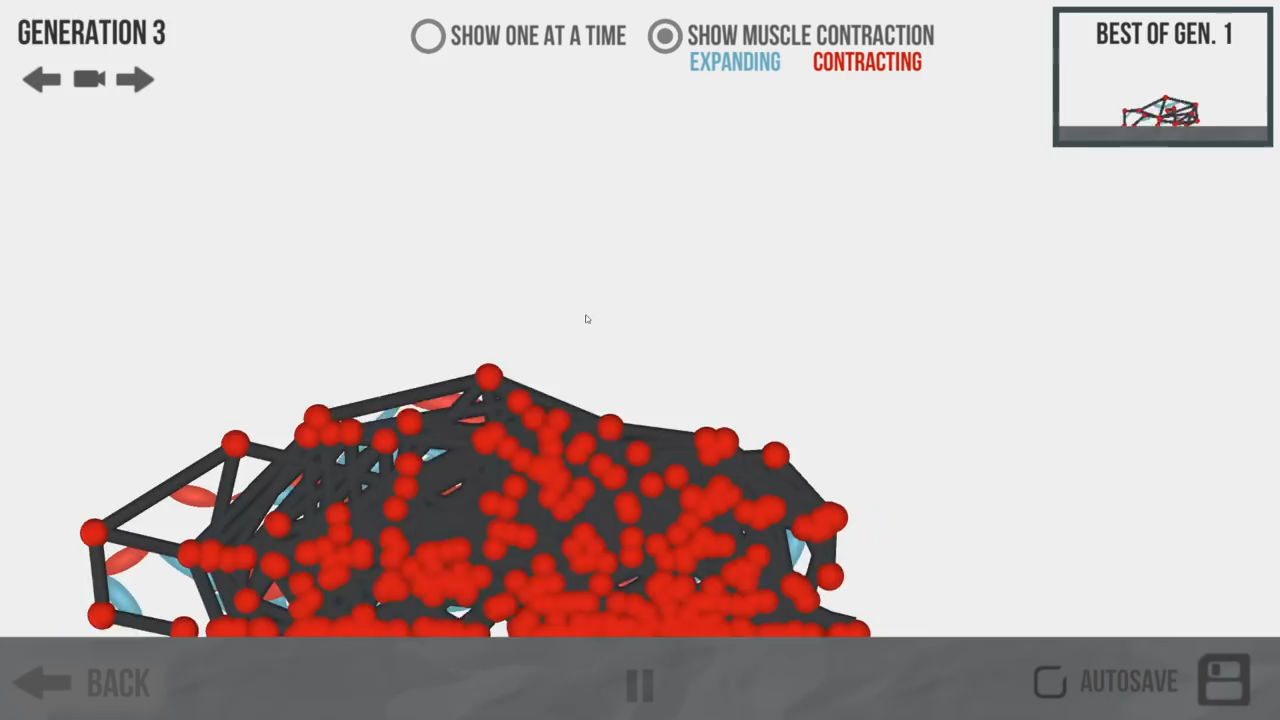 GENERATION 3
SHOW ONE AT A TIME
SHOW MUSCLE CONTRACTION
EXPANDING CONTRACTING
BEST OF GEN. 1
BACK
AUTOSAVE